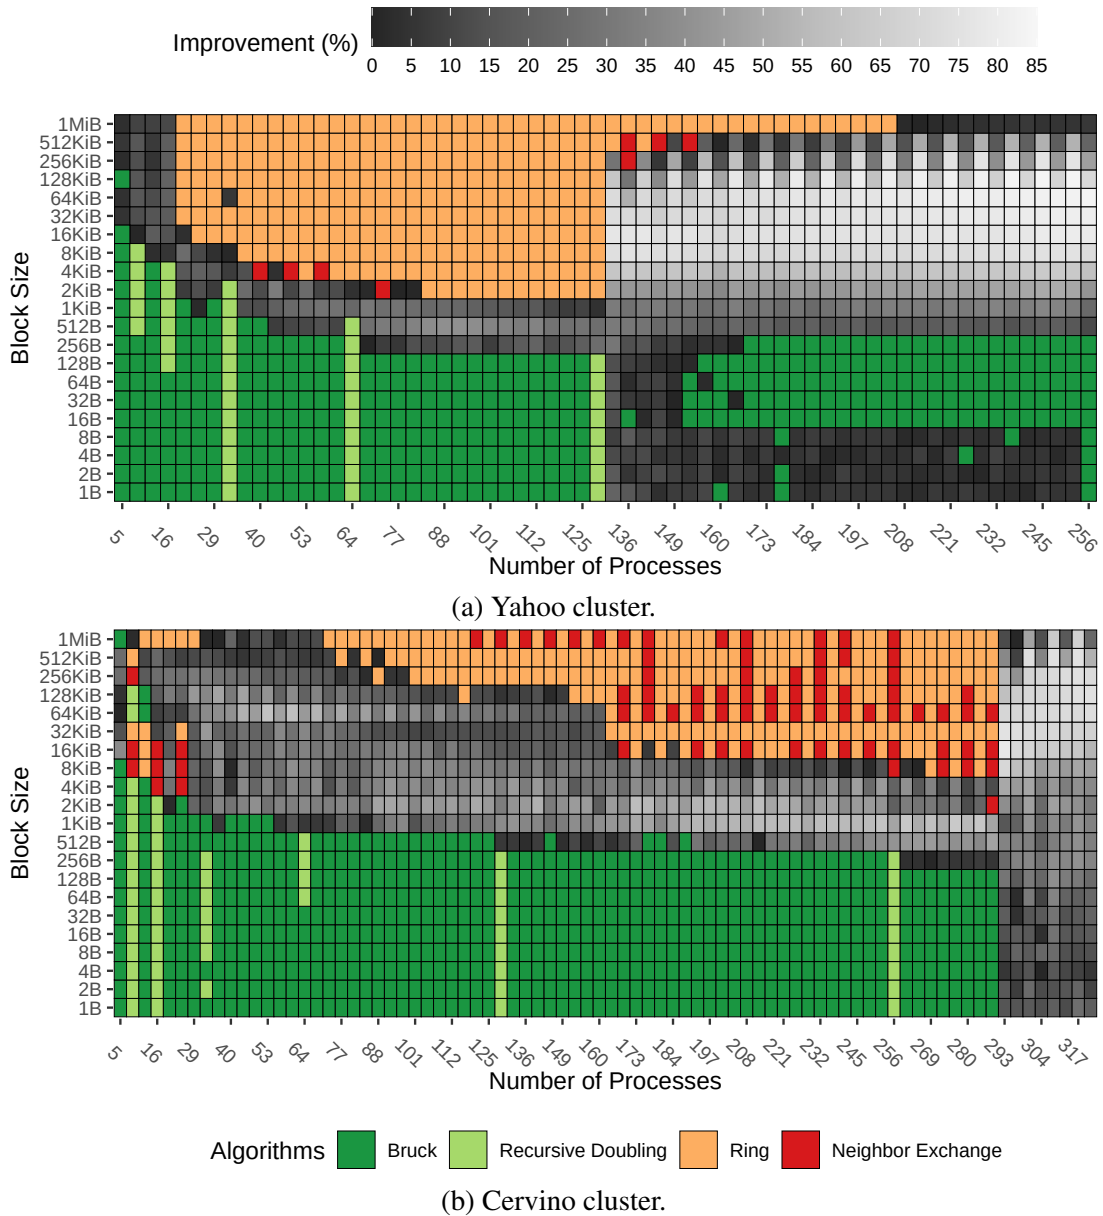 Improvement (%)
0 5 10 15 20 25 30 35 40 45 50 55 60 65 70 75 80 85
Block Size
1MiB
512KiB
256KiB
128KiB
64KiB
32KiB
16KiB
8KiB
4KiB
2KiB
1KiB
512B
256B
128B
64B
32B
16B
8B
4B
2B
1B
5 16 29 40 53 64 77 88 101 112 125 136 149 160 173 184 197 208 221 232 245 256
Number of Processes
(a) Yahoo cluster.
Block Size
1MiB
512KiB
256KiB
128KiB
64KiB
32KiB
16KiB
8KiB
4KiB
2KiB
1KiB
512B
256B
128B
64B
32B
16B
8B
4B
2B
1B
5 16 29 40 53 64 77 88 101 112 125 136 149 160 173 184 197 208 221 232 245 256 269 280 293 304 317
Number of Processes
Algorithms Bruck Recursive Doubling Ring Neighbor Exchange
(b) Cervino cluster.